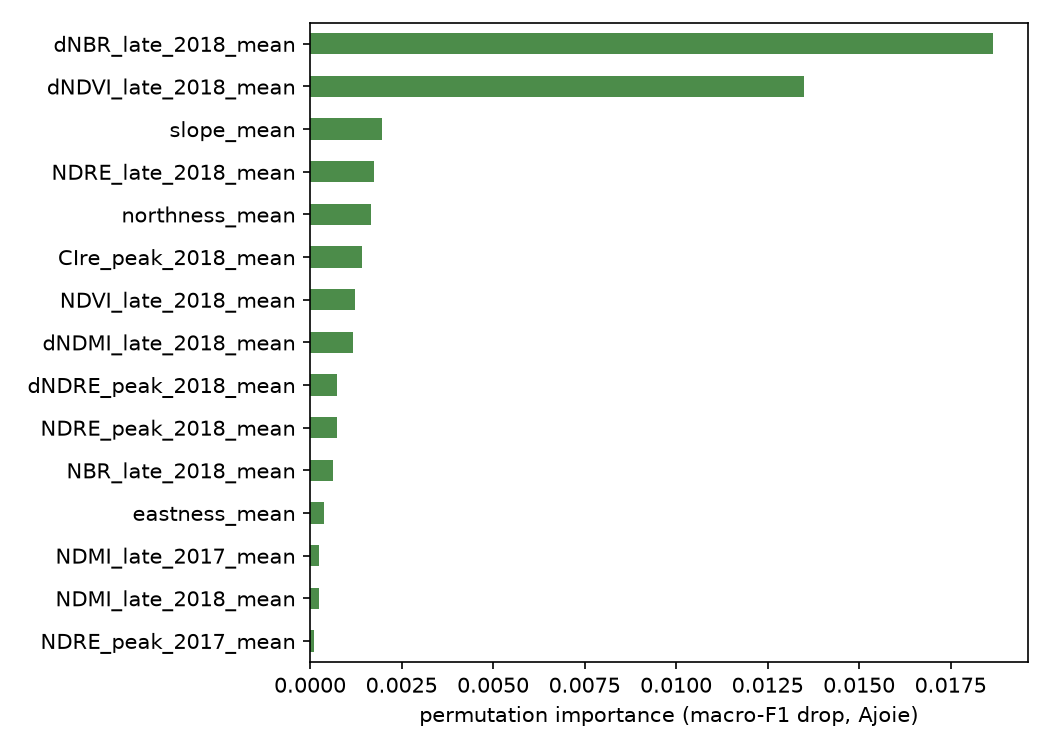 dNBR_late_2018_mean
dNDVI_late_2018_mean
slope_mean
NDRE_late_2018_mean
northness_mean
CIre_peak_2018_mean
NDVI_late_2018_mean
dNDMI_late_2018_mean
dNDRE_peak_2018_mean
NDRE_peak_2018_mean
NBR_late_2018_mean
eastness_mean
NDMI_late_2017_mean
NDMI_late_2018_mean
NDRE_peak_2017_mean
0.0000 0.0025 0.0050 0.0075 0.0100 0.0125 0.0150 0.0175
permutation importance (macro-F1 drop, Ajoie)